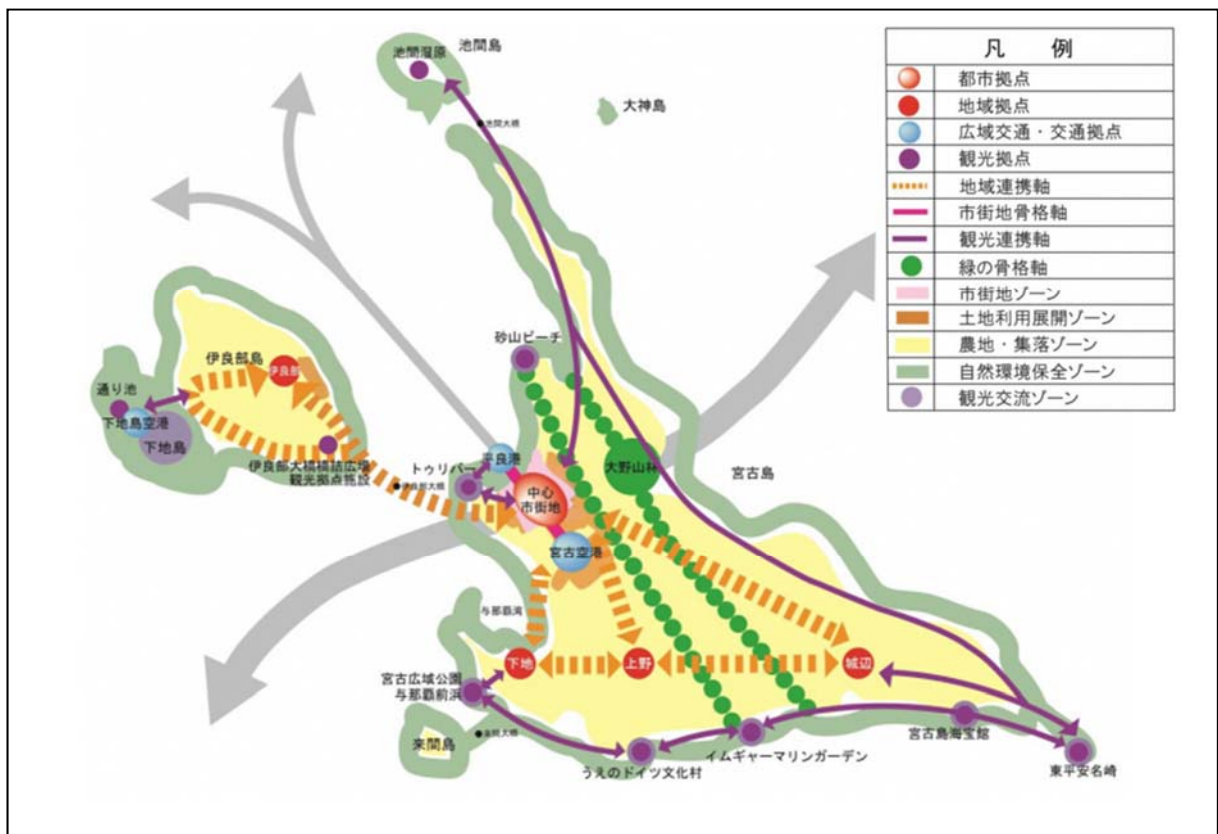 池間湿原
池間島
池間大橋
大神島
凡 例
都市拠点
地域拠点
広域交通・交通拠点
観光拠点
地域連携軸
市街地骨格軸
観光連携軸
緑の骨格軸
市街地ゾーン
土地利用展開ゾーン
農地・集落ゾーン
自然環境保全ゾーン
観光交流ゾーン
砂山ビーチ
伊良部島
伊良部
通り池
下地島空港
下地島
伊良部大橋橋詰広場
観光拠点施設
伊良部大橋
トゥリバー
平良港
中心
市街地
大野山林
宮古島
宮古空港
与那覇湾
下地
上野
城辺
宮古広域公園
与那覇前浜
来間島
来間大橋
うえのドイツ文化村
イムギャーマリンガーデン
宮古島海宝館
東平安名崎